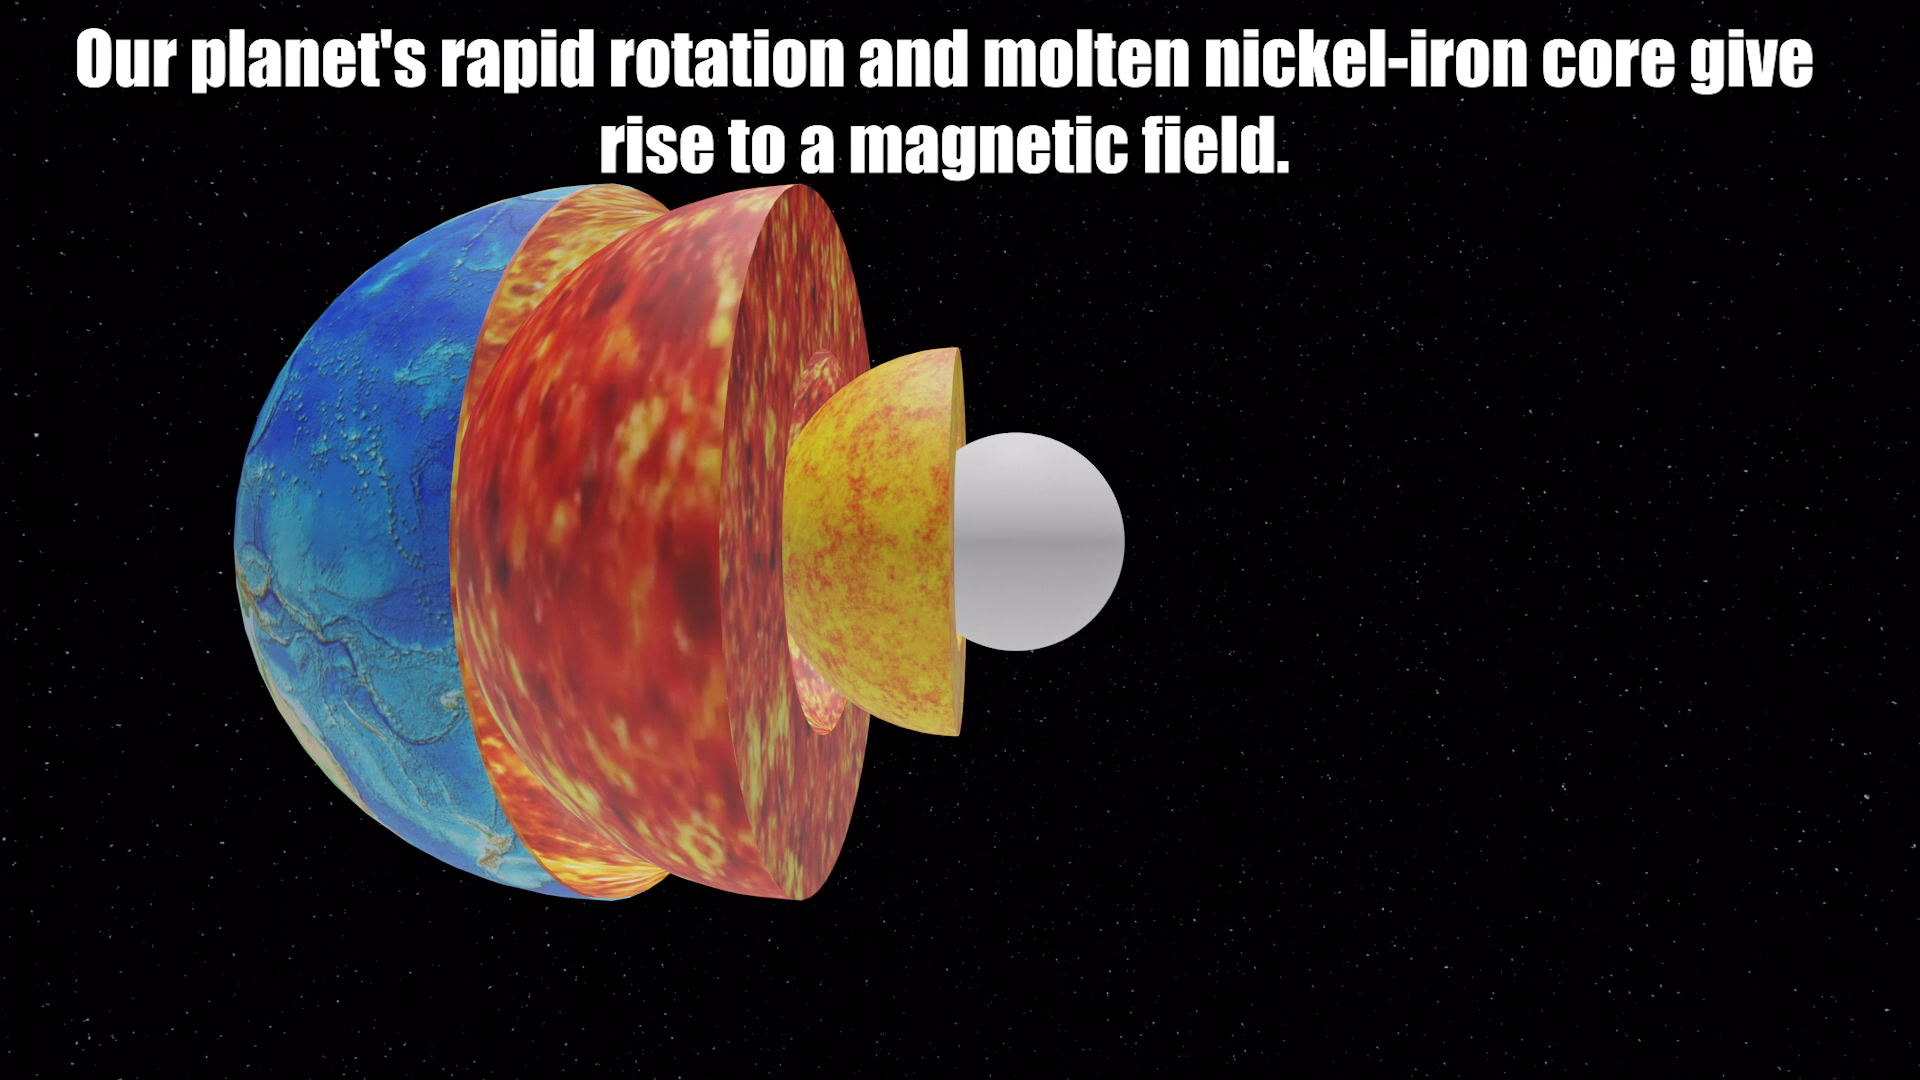 Our planet's rapid rotation and molten nickel-iron core give
rise to a magnetic field.